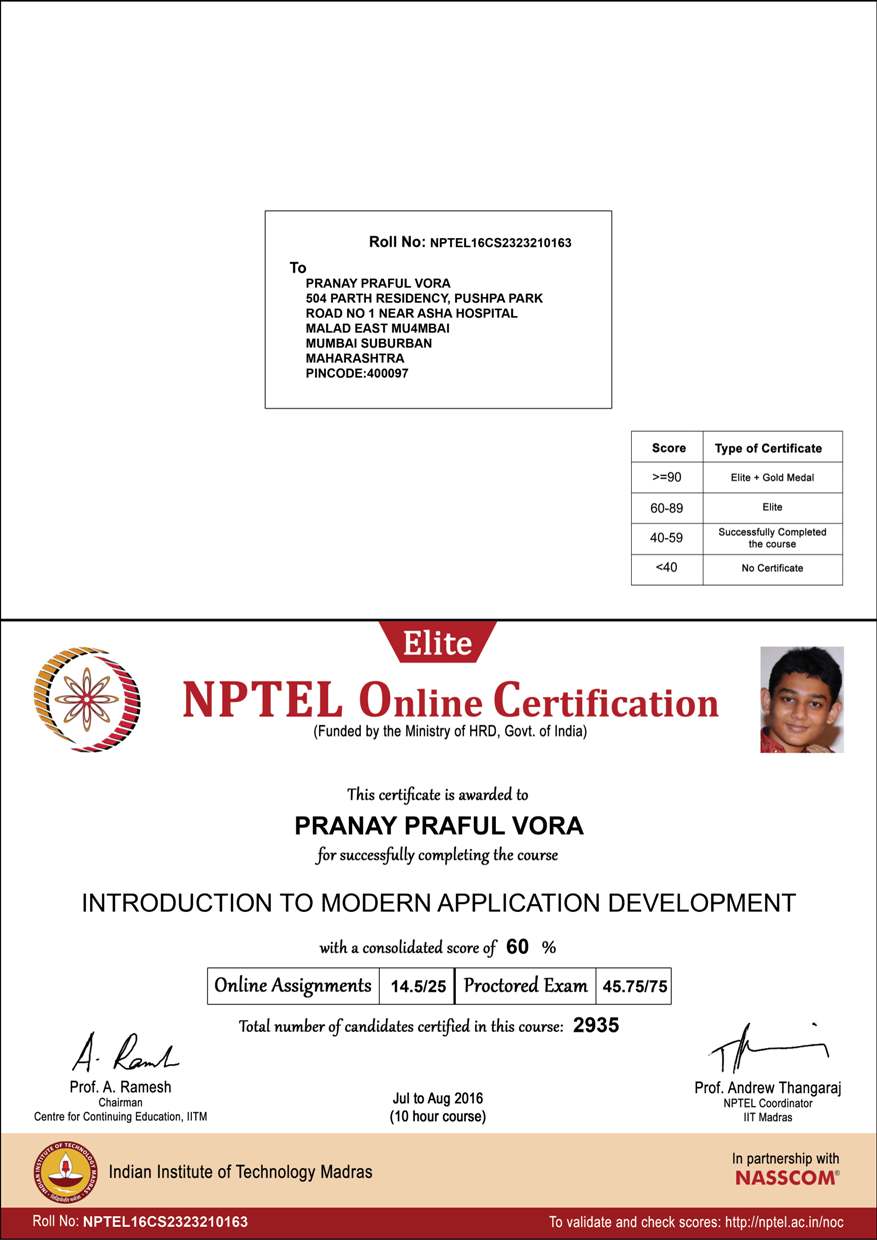 Roll No: NPTEL16CS2323210163
To
PRANAY PRAFUL VORA
504 PARTH RESIDENCY, PUSHPA PARK
ROAD NO 1 NEAR ASHA HOSPITAL
MALAD EAST MU4MBAI
MUMBAI SUBURBAN
MAHARASHTRA
PINCODE:400097
Score Type of Certificate
>=90 Elite + Gold Medal
60-89 Elite
40-59 Successfully Completed
the course
<40 No Certificate
Elite
NPTEL Online Certification
(Funded by the Ministry of HRD, Govt. of India)
This certificate is awarded to
PRANAY PRAFUL VORA
for successfully completing the course
INTRODUCTION TO MODERN APPLICATION DEVELOPMENT
with a consolidated score of 60 %
Online Assignments 14.5/25 Proctored Exam 45.75/75
Total number of candidates certified in this course: 2935
A. Ramesh
Prof. A. Ramesh
Chairman
Centre for Continuing Education, IITM
Jul to Aug 2016
(10 hour course)
Prof. Andrew Thangaraj
NPTEL Coordinator
IIT Madras
INDIAN INSTITUTE OF TECHNOLOGY MADRAS
Indian Institute of Technology Madras
In partnership with
NASSCOM®
Roll No: NPTEL16CS2323210163
To validate and check scores: http://nptel.ac.in/noc